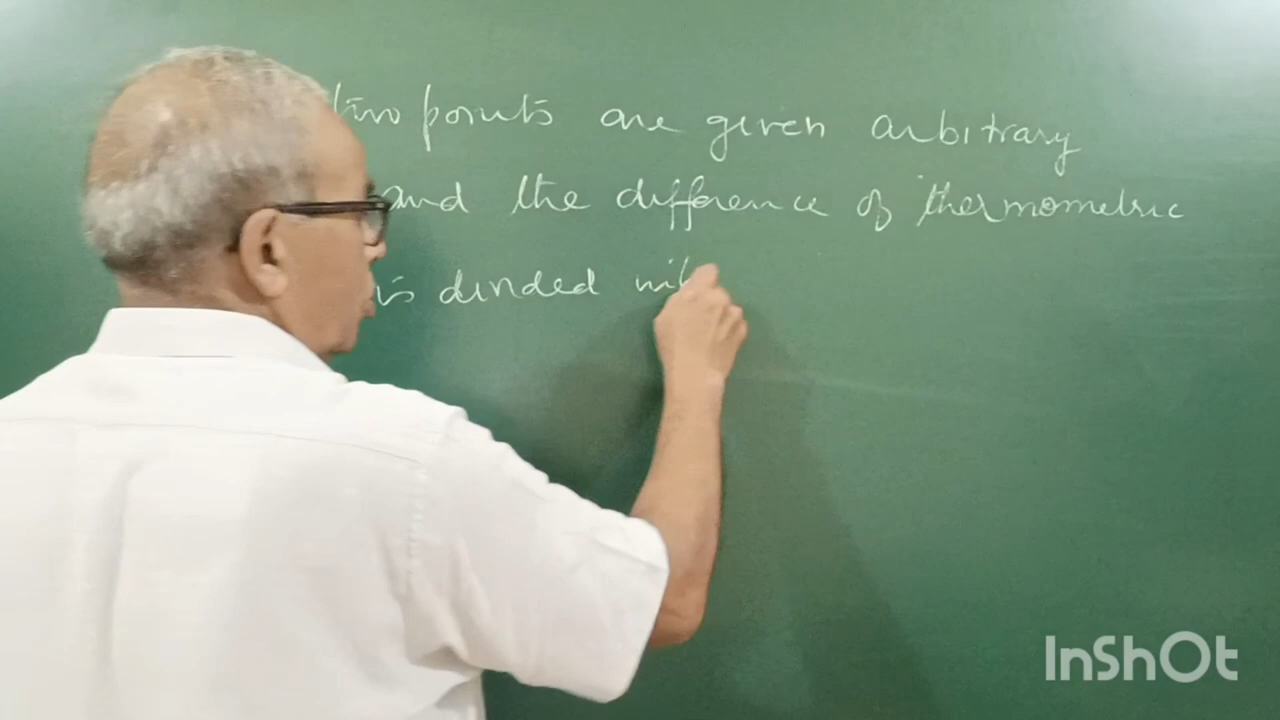 two points are given arbitrary
and the difference of thermometric
is divided
InShOt